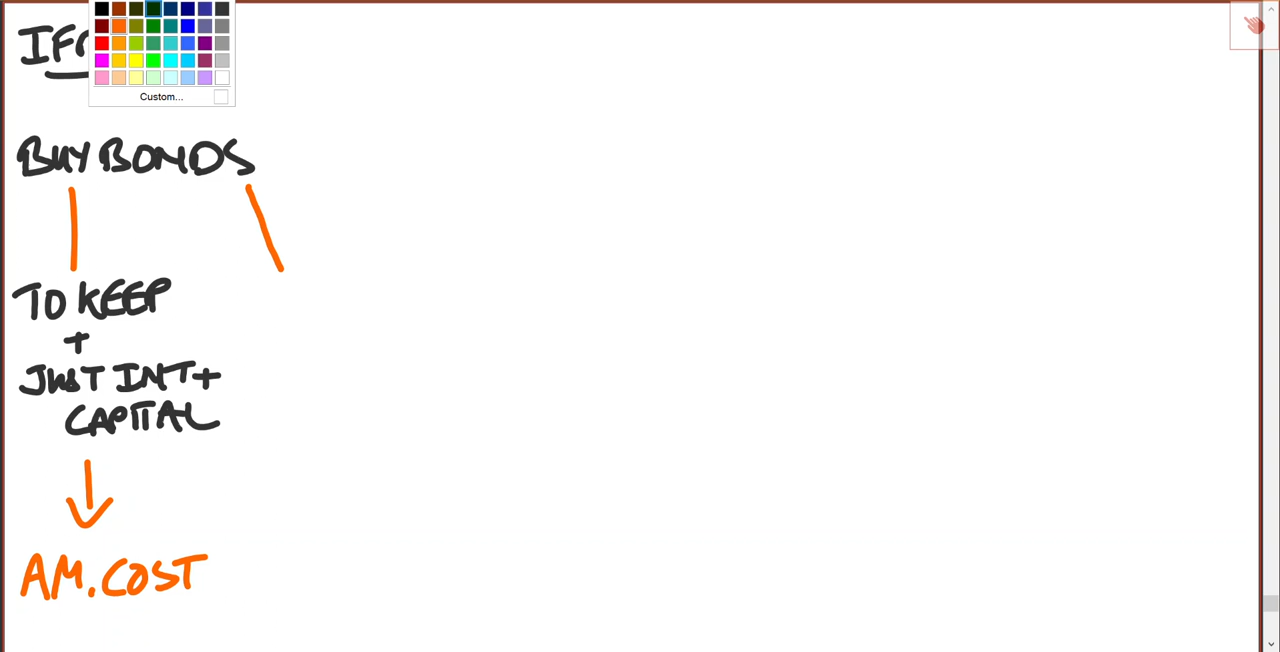 Custom...
BUY BONDS
TO KEEP
+
JUST INT +
CAPITAL
AM. COST